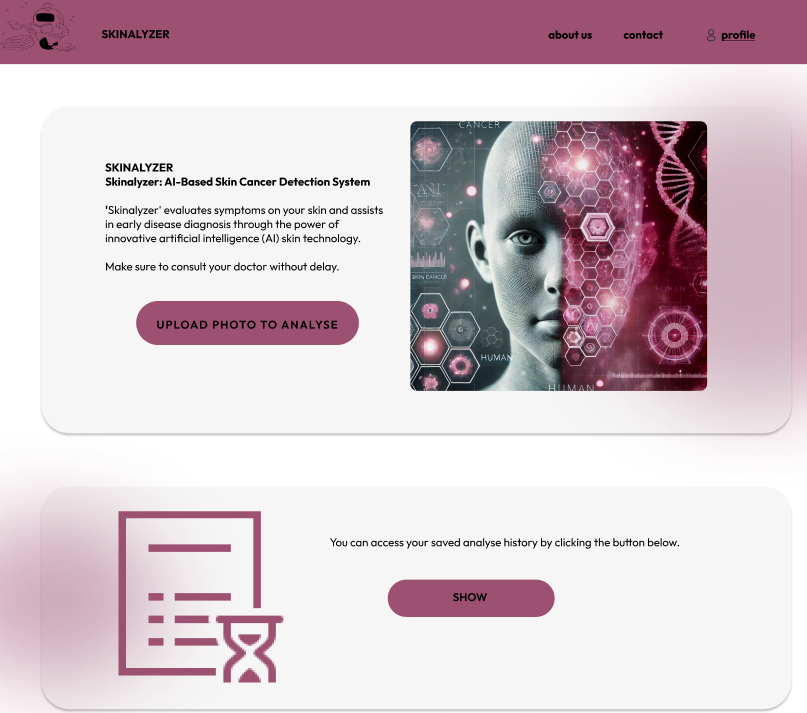 SKINALYZER
about us
contact
profile
SKINALYZER
Skinalyzer: AI-Based Skin Cancer Detection System
'Skinalyzer' evaluates symptoms on your skin and assists
in early disease diagnosis through the power of
innovative artificial intelligence (AI) skin technology.
Make sure to consult your doctor without delay.
UPLOAD PHOTO TO ANALYSE
CANCER
SKIN CANCER
HUMAN
HUMAN
HUMAN
You can access your saved analyse history by clicking the button below.
SHOW